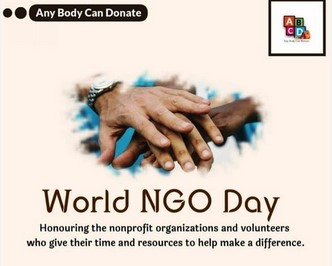 Any Body Can Donate
A B
C D
World NGO Day
Honouring the nonprofit organizations and volunteers
who give their time and resources to help make a difference.